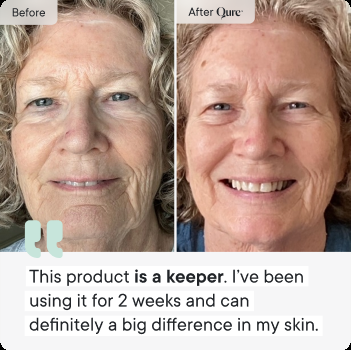 Before
After Qure
This product is a keeper. I've been
using it for 2 weeks and can
definitely a big difference in my skin.